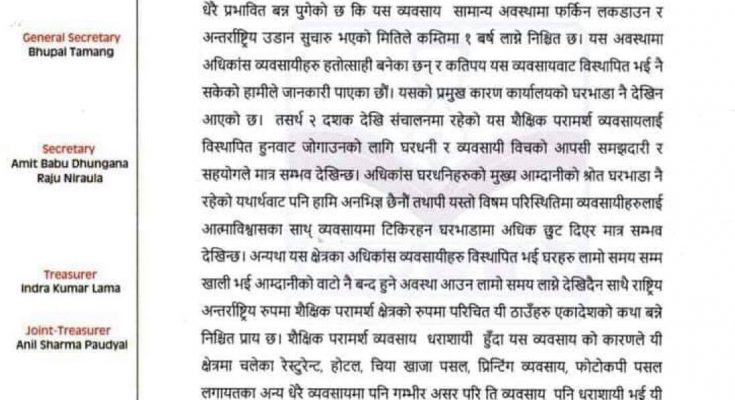 General Secretary
Bhupal Tamang
Secretary
Amit Babu Dhungana
Raju Niraula
Treasurer
Indra Kumar Lama
Joint-Treasurer
Anil Sharma Paudyal
धेरै प्रभावित बन्न पुगेको छ कि यस व्यवसाय सामान्य अवस्थामा फर्किन लकडाउन र
अन्तर्राष्ट्रिय उडान सुचारु भएको मितिले कम्तिमा १ बर्ष लाग्ने निश्चित छ। यस अवस्थामा
अधिकांस व्यवसायीहरु हतोत्साही बनेका छन् र कतिपय यस व्यवसायवाट विस्थापित भई नै
सकेको हामीले जानकारी पाएका छौं। यसको प्रमुख कारण कार्यालयको घरभाडा नै देखिन
आएको छ। तसर्थ २ दशक देखि संचालनमा रहेको यस शैक्षिक परामर्श व्यवसायलाई
विस्थापित हुनवाट जोगाउनको लागि घरधनी र व्यवसायी विचको आपसी समझदारी र
सहयोगले मात्र सम्भव देखिन्छ। अधिकांस घरधनिहरुको मुख्य आम्दानीको श्रोत घरभाडा नै
रहेको यथार्थवाट पनि हामि अनभिज्ञ छैनौं तथापी यस्तो विषम परिस्थितिमा व्यवसायीहरुलाई
आत्माविश्वासका साथ् व्यवसायमा टिकिरहन घरभाडामा अधिक छुट दिएर मात्र सम्भव
देखिन्छ। अन्यथा यस क्षेत्रका अधिकांस व्यवसायीहरु विस्थापित भई घरहरु लामो समय सम्म
खाली भई आम्दानीको वाटो नै बन्द हुने अवस्था आउन लामो समय लाग्ने देखिदैन साथै राष्ट्रिय
अन्तर्राष्ट्रिय रुपमा शैक्षिक परामर्श क्षेत्रको रुपमा परिचित यी ठाउँहरु एकादेशको कथा बन्ने
निश्चित प्राय छ। शैक्षिक परामर्श व्यवसाय धराशायी हुँदा यस व्यवसाय को कारणले यी
क्षेत्रमा चलेका रेस्टुरेन्ट, होटल, चिया खाजा पसल, प्रिन्टिंग व्यवसाय, फोटोकपी पसल
लगायतका अन्य धेरै व्यवसायमा पनि गम्भीर असर परि ति व्यवसाय पनि धराशायी भई यी